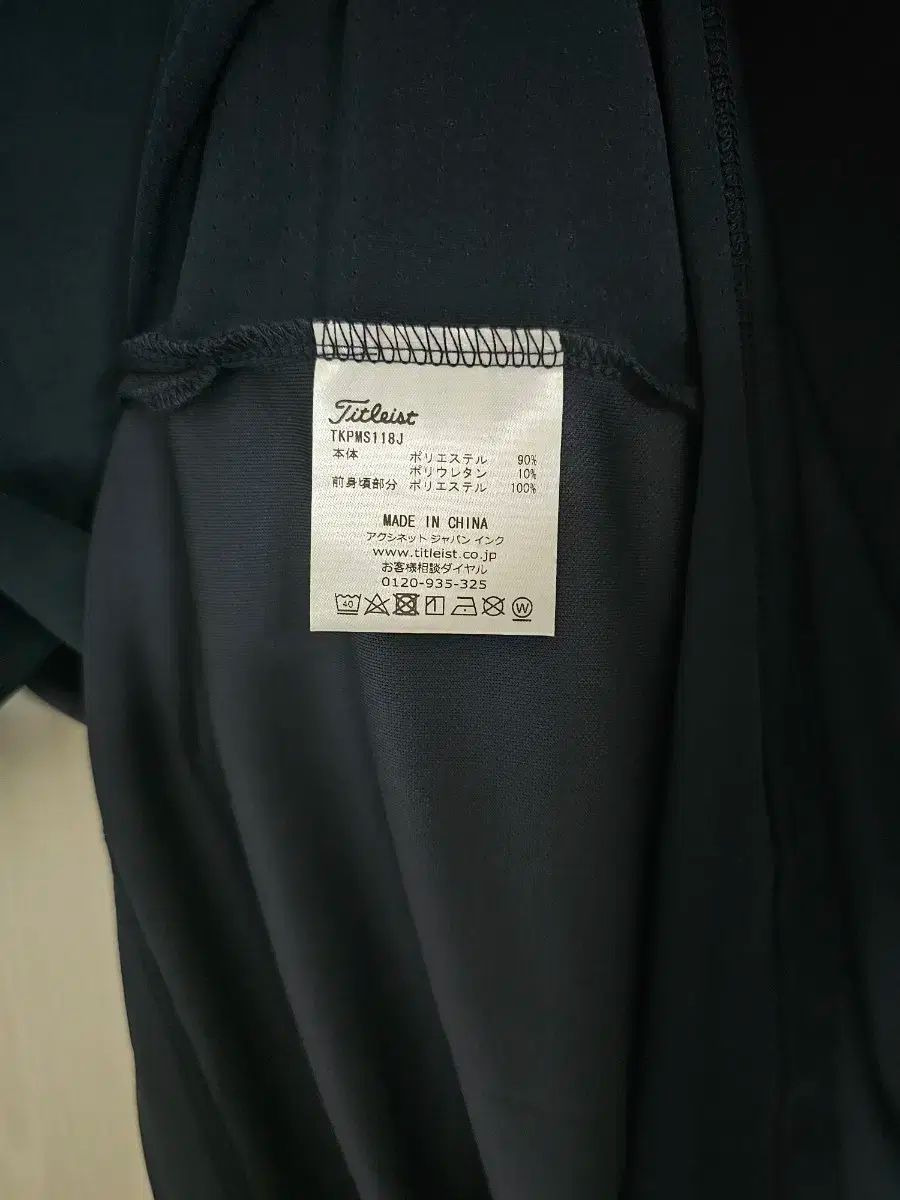 Titleist
TKPMS118J
本体 ポリエステル 90%
ポリウレタン 10%
前身頃部分 ポリエステル 100%
MADE IN CHINA
アクシネット ジャパン インク
www.titleist.co.jp
お客様相談ダイヤル
0120-935-325
40 W